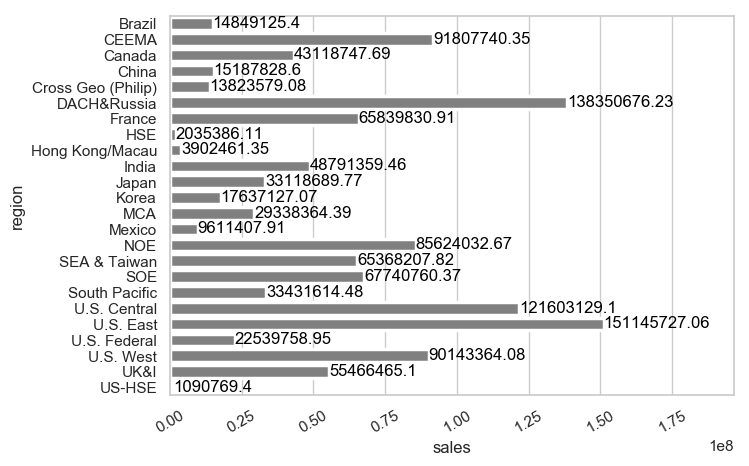 region
Brazil 14849125.4
CEEMA 91807740.35
Canada 43118747.69
China 15187828.6
Cross Geo (Philip) 13823579.08
DACH&Russia 138350676.23
France 65839830.91
HSE 2035386.11
Hong Kong/Macau 3902461.35
India 48791359.46
Japan 33118689.77
Korea 17637127.07
MCA 29338364.39
Mexico 9611407.91
NOE 85624032.67
SEA & Taiwan 65368207.82
SOE 67740760.37
South Pacific 33431614.48
U.S. Central 121603129.1
U.S. East 151145727.06
U.S. Federal 22539758.95
U.S. West 90143364.08
UK&I 55466465.1
US-HSE 1090769.4
0.00 0.25 0.50 0.75 1.00 1.25 1.50 1.75
sales
1e8